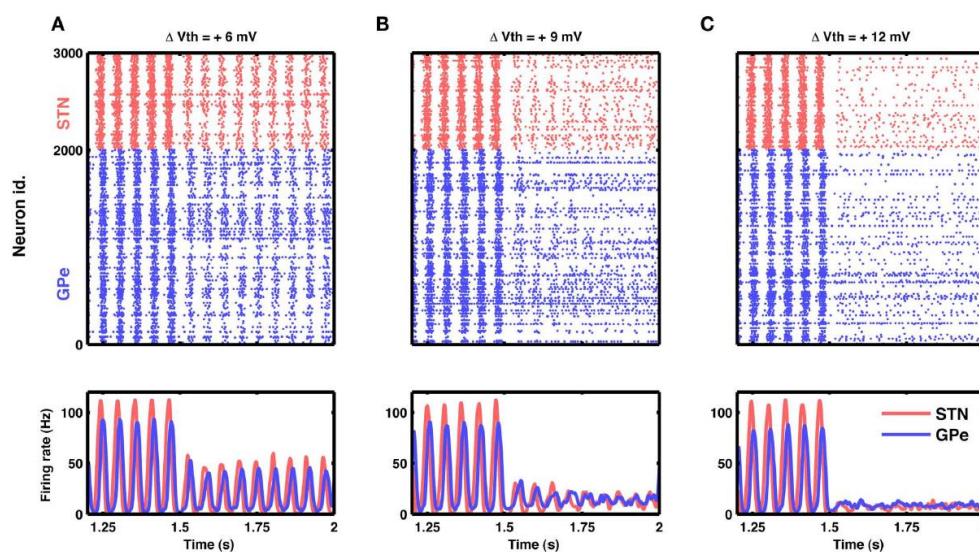 A
Δ Vth = + 6 mV
B
Δ Vth = + 9 mV
C
Δ Vth = + 12 mV
3000
STN
2000
Neuron id.
GPe
0
100
50
0
Firing rate (Hz)
1.25 1.5 1.75 2
Time (s)
100
50
0
1.25 1.5 1.75 2
Time (s)
100
50
0
STN
GPe
1.25 1.5 1.75
Time (s)